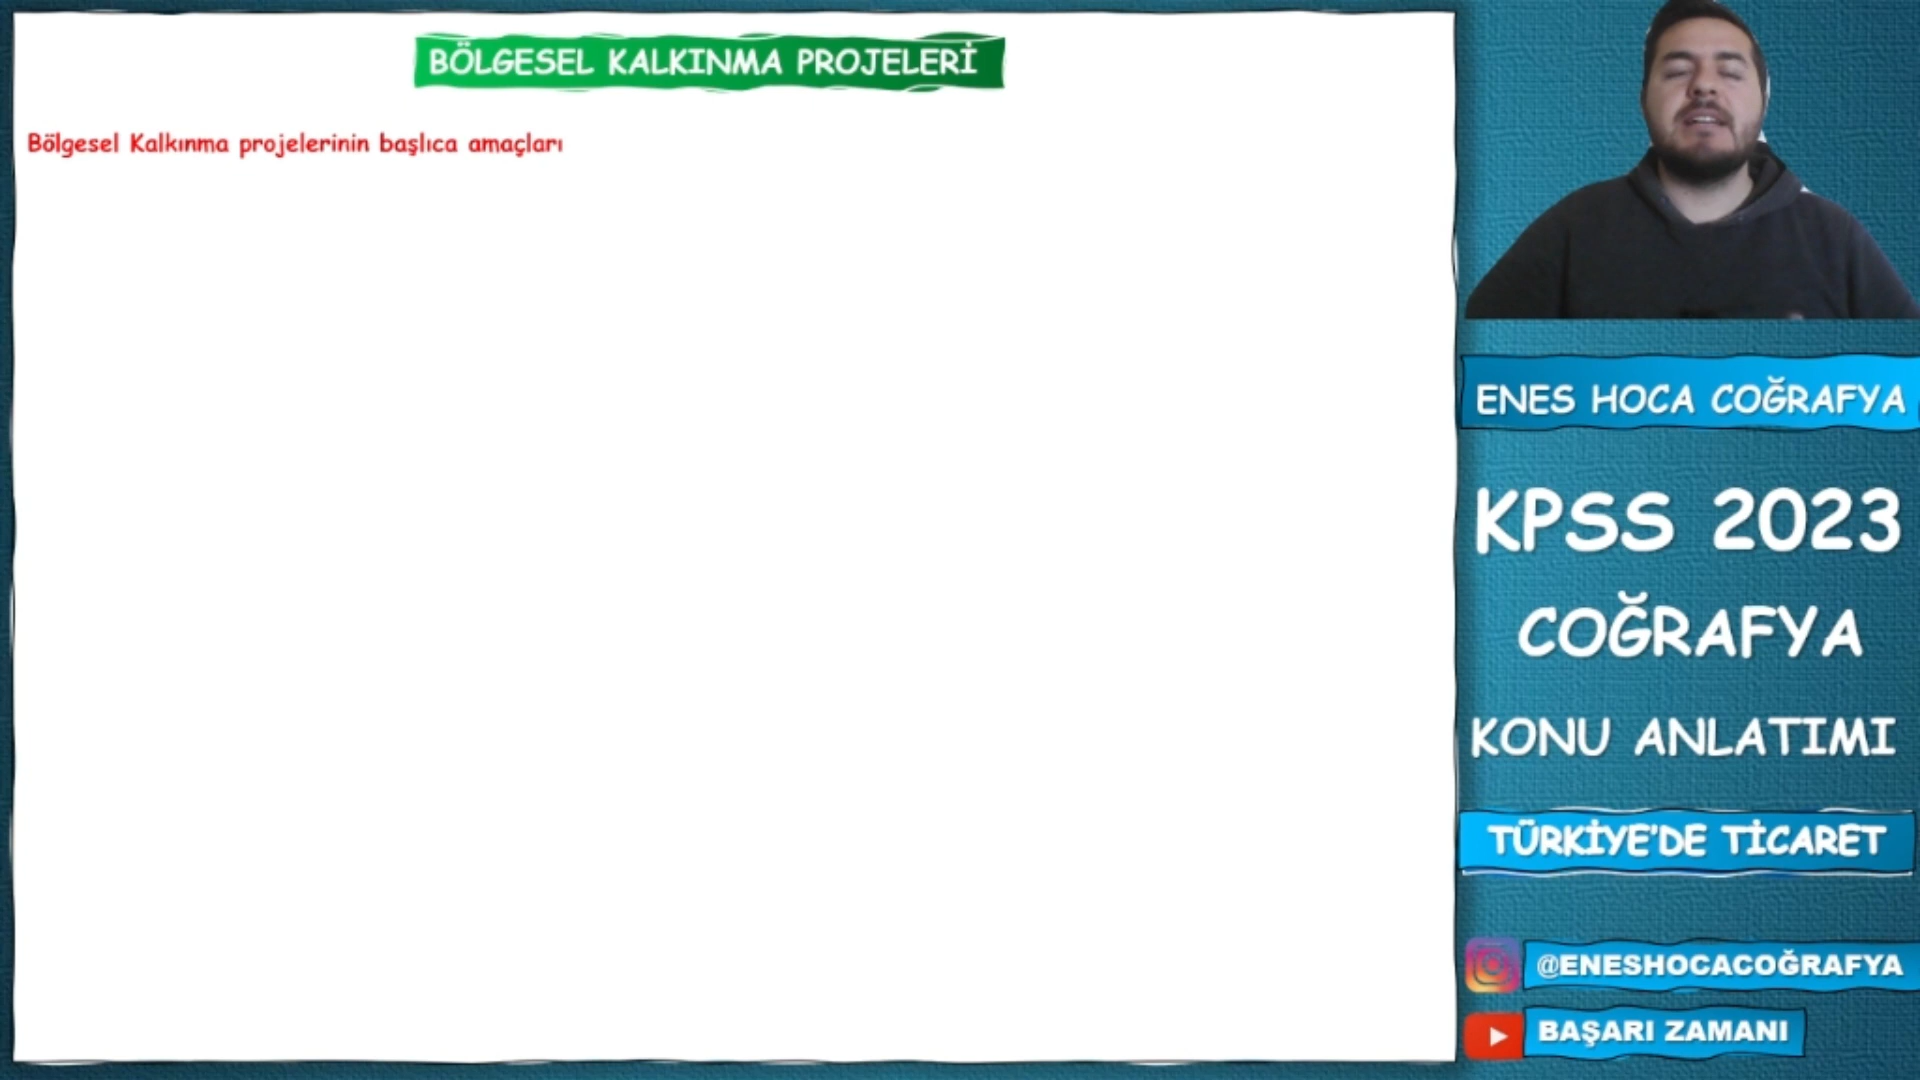 BÖLGESEL KALKINMA PROJELERİ
Bölgesel Kalkınma projelerinin başlıca amaçları
ENES HOCA COĞRAFYA
KPSS 2023
COĞRAFYA
KONU ANLATIMI
TÜRKİYE'DE TİCARET
@ENESHOCACOĞRAFYA
BAŞARI ZAMANI